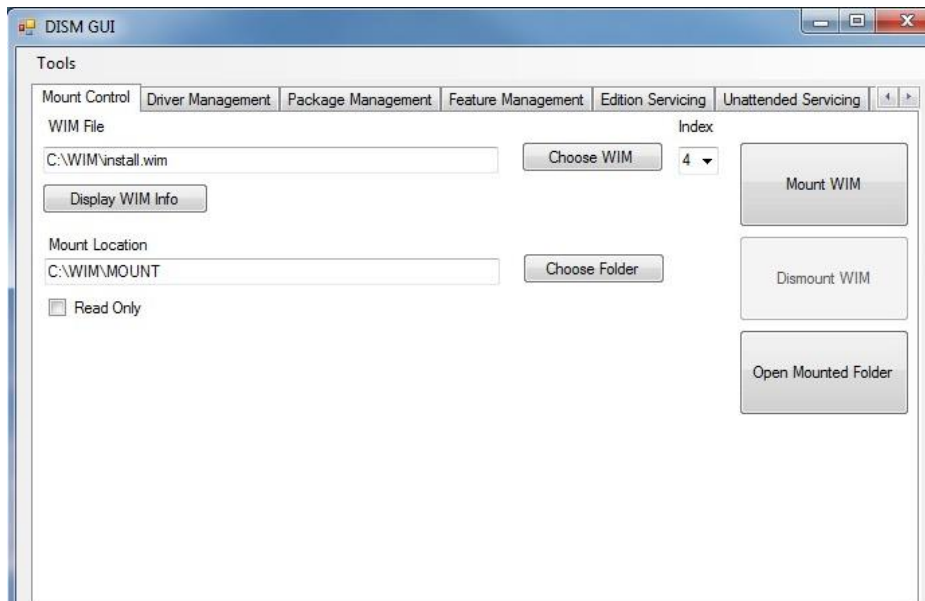 DISM GUI
Tools
Mount Control Driver Management Package Management Feature Management Edition Servicing Unattended Servicing
WIM File Index
C:\WIM\install.wim Choose WIM 4 Mount WIM
Display WIM Info
Mount Location Dismount WIM
C:\WIM\MOUNT Choose Folder
Read Only
Open Mounted Folder